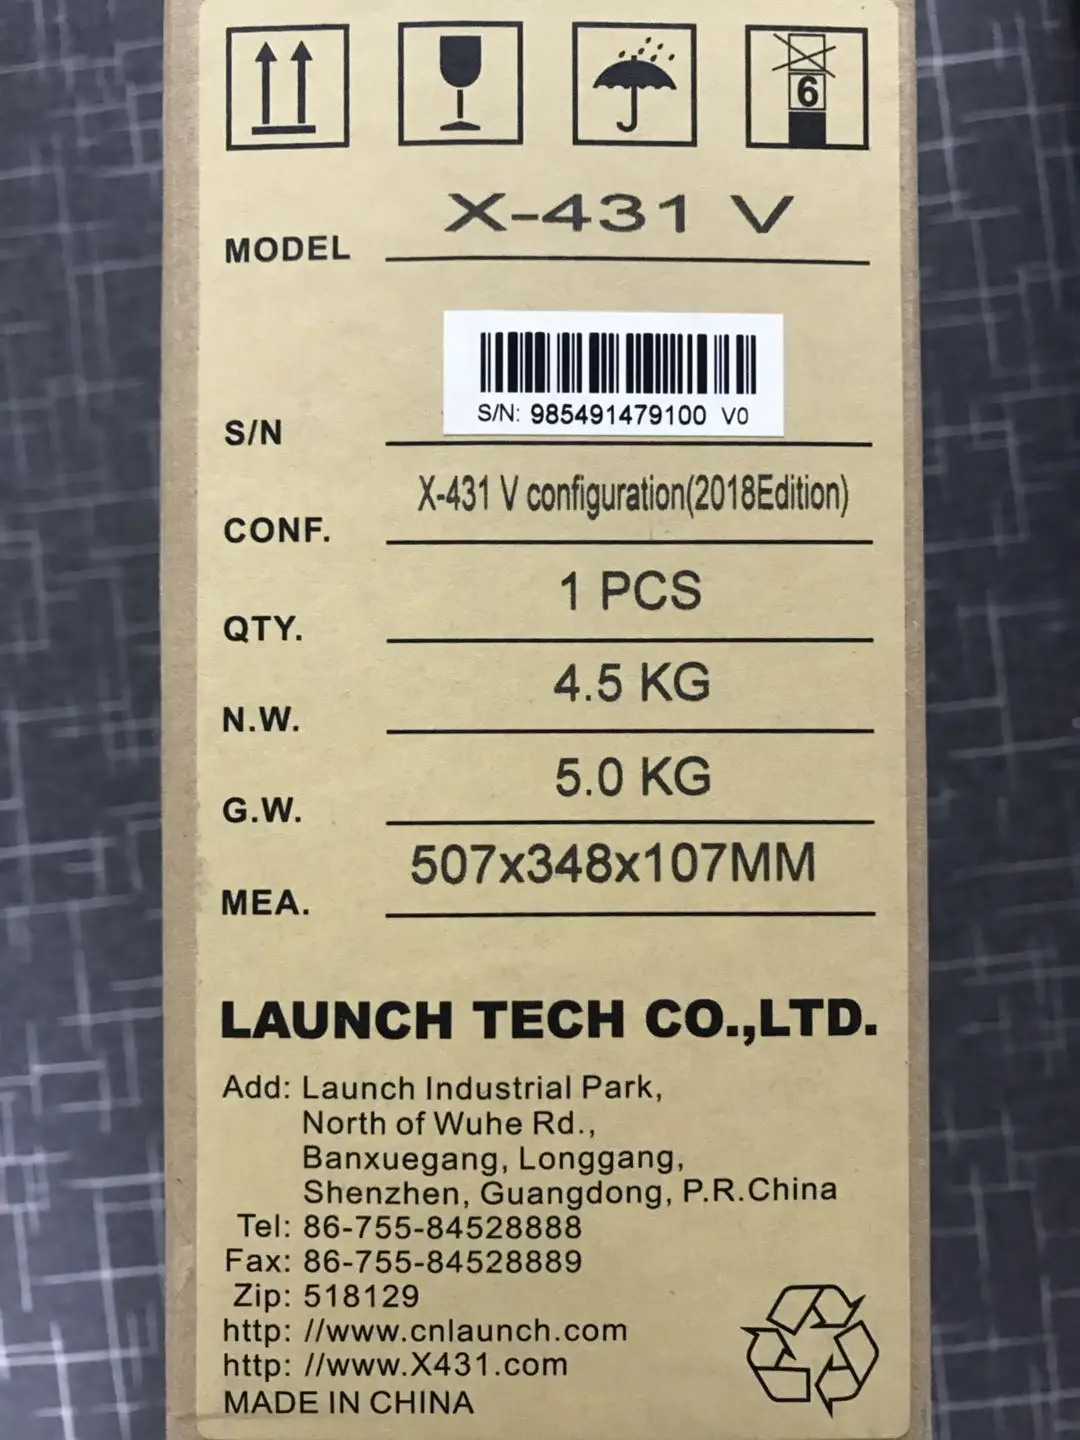 6
MODEL X-431 V
S/N: 985491479100 V0
S/N
CONF. X-431 V configuration(2018Edition)
QTY. 1 PCS
N.W. 4.5 KG
G.W. 5.0 KG
MEA. 507x348x107MM
LAUNCH TECH CO.,LTD.
Add: Launch Industrial Park,
North of Wuhe Rd.,
Banxuegang, Longgang,
Shenzhen, Guangdong, P.R.China
Tel: 86-755-84528888
Fax: 86-755-84528889
Zip: 518129
http: //www.cnlaunch.com
http: //www.X431.com
MADE IN CHINA